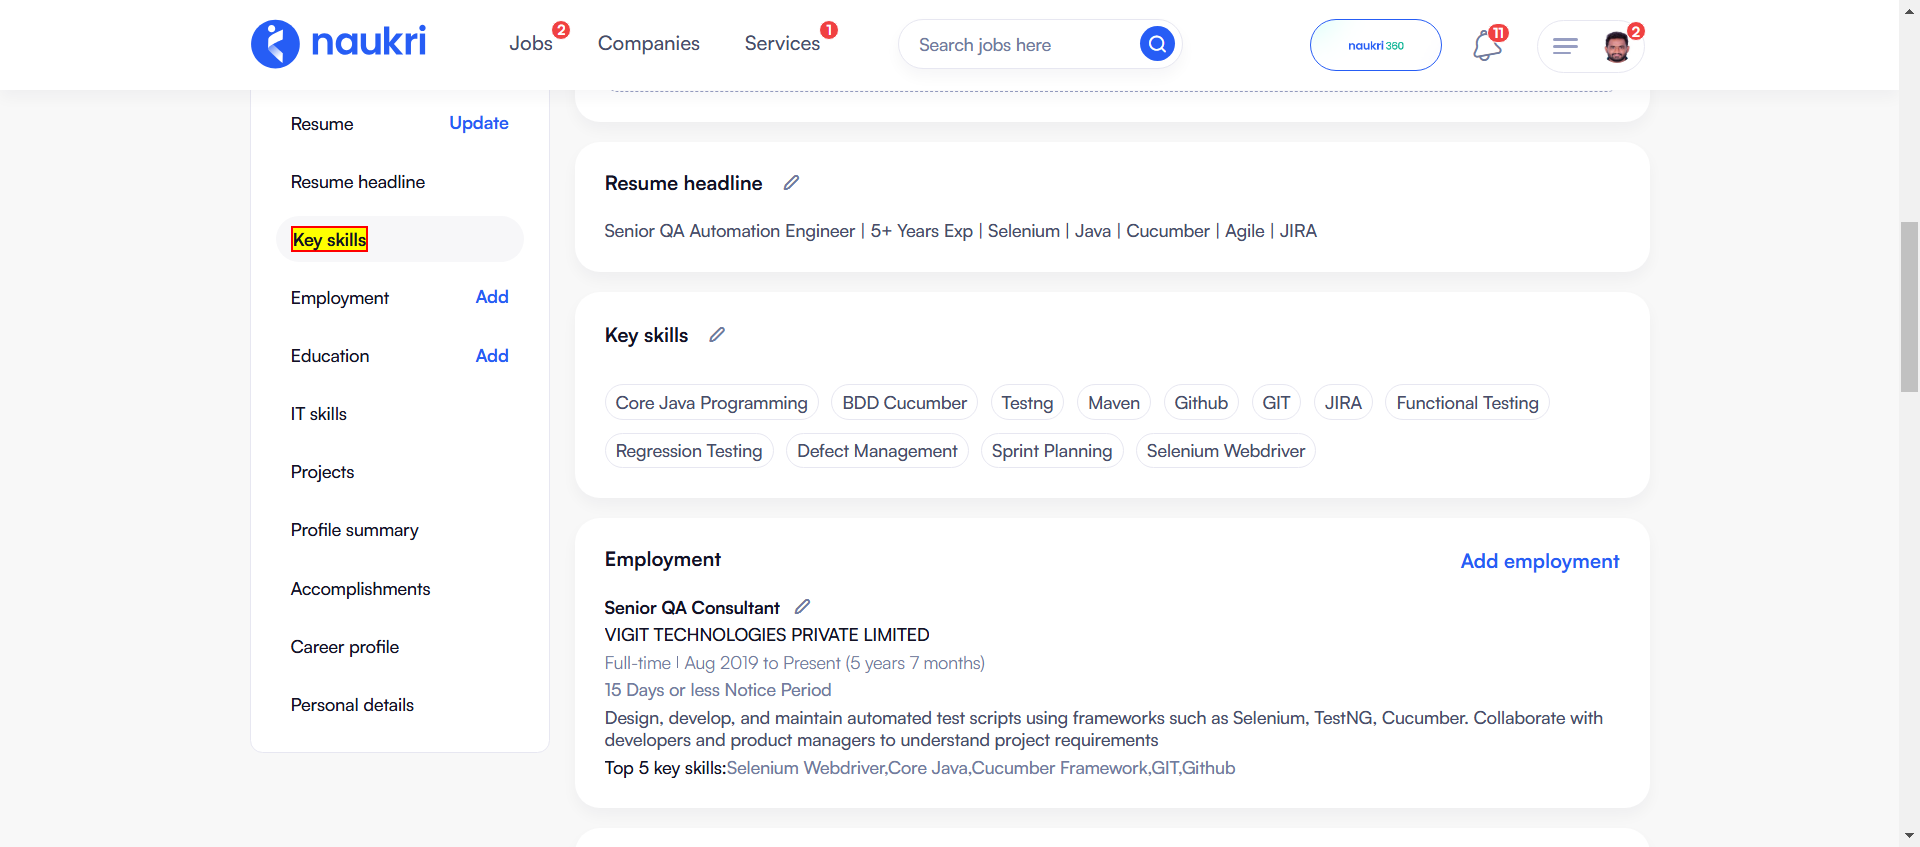 naukri
Jobs 2
Companies
Services 1
Search jobs here
naukri 360
11
2
Resume Update
Resume headline
Key skills
Employment Add
Education Add
IT skills
Projects
Profile summary
Accomplishments
Career profile
Personal details
Resume headline
Senior QA Automation Engineer | 5+ Years Exp | Selenium | Java | Cucumber | Agile | JIRA
Key skills
Core Java Programming BDD Cucumber Testng Maven Github GIT JIRA Functional Testing
Regression Testing Defect Management Sprint Planning Selenium Webdriver
Employment Add employment
Senior QA Consultant
VIGIT TECHNOLOGIES PRIVATE LIMITED
Full-time | Aug 2019 to Present (5 years 7 months)
15 Days or less Notice Period
Design, develop, and maintain automated test scripts using frameworks such as Selenium, TestNG, Cucumber. Collaborate with
developers and product managers to understand project requirements
Top 5 key skills:Selenium Webdriver,Core Java,Cucumber Framework,GIT,Github